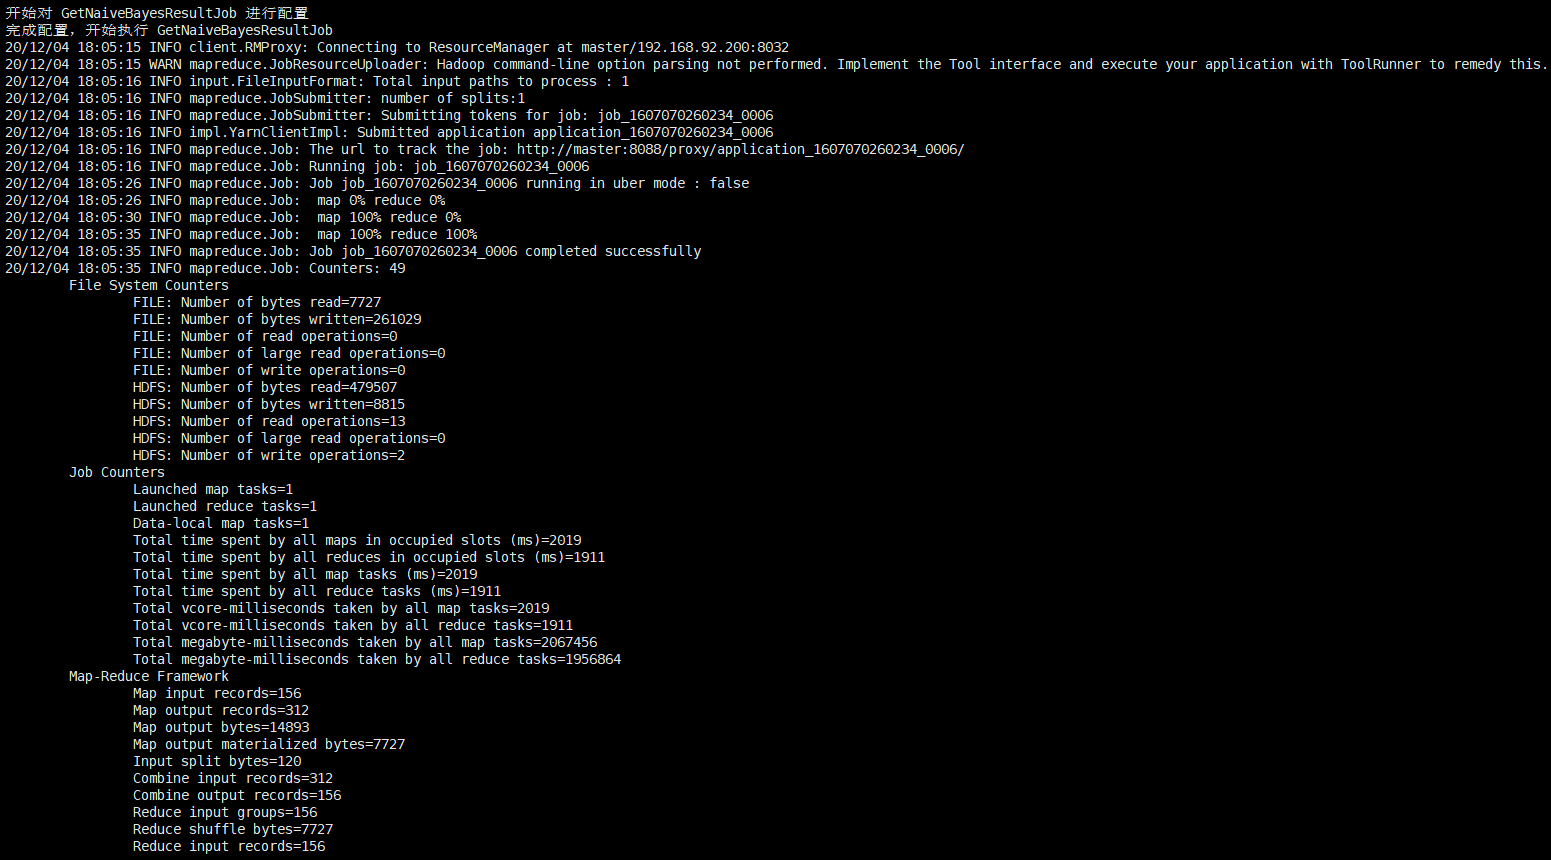 开始对 GetNaiveBayesResultJob 进行配置
完成配置，开始执行 GetNaiveBayesResultJob
20/12/04 18:05:15 INFO client.RMProxy: Connecting to ResourceManager at master/192.168.92.200:8032
20/12/04 18:05:15 WARN mapreduce.JobResourceUploader: Hadoop command-line option parsing not performed. Implement the Tool interface and execute your application with ToolRunner to remedy this.
20/12/04 18:05:16 INFO input.FileInputFormat: Total input paths to process : 1
20/12/04 18:05:16 INFO mapreduce.JobSubmitter: number of splits:1
20/12/04 18:05:16 INFO mapreduce.JobSubmitter: Submitting tokens for job: job_1607070260234_0006
20/12/04 18:05:16 INFO impl.YarnClientImpl: Submitted application application_1607070260234_0006
20/12/04 18:05:16 INFO mapreduce.Job: The url to track the job: http://master:8088/proxy/application_1607070260234_0006/
20/12/04 18:05:16 INFO mapreduce.Job: Running job: job_1607070260234_0006
20/12/04 18:05:26 INFO mapreduce.Job: Job job_1607070260234_0006 running in uber mode : false
20/12/04 18:05:26 INFO mapreduce.Job:  map 0% reduce 0%
20/12/04 18:05:30 INFO mapreduce.Job:  map 100% reduce 0%
20/12/04 18:05:35 INFO mapreduce.Job:  map 100% reduce 100%
20/12/04 18:05:35 INFO mapreduce.Job: Job job_1607070260234_0006 completed successfully
20/12/04 18:05:35 INFO mapreduce.Job: Counters: 49
File System Counters
FILE: Number of bytes read=7727
FILE: Number of bytes written=261029
FILE: Number of read operations=0
FILE: Number of large read operations=0
FILE: Number of write operations=0
HDFS: Number of bytes read=479507
HDFS: Number of bytes written=8815
HDFS: Number of read operations=13
HDFS: Number of large read operations=0
HDFS: Number of write operations=2
Job Counters
Launched map tasks=1
Launched reduce tasks=1
Data-local map tasks=1
Total time spent by all maps in occupied slots (ms)=2019
Total time spent by all reduces in occupied slots (ms)=1911
Total time spent by all map tasks (ms)=2019
Total time spent by all reduce tasks (ms)=1911
Total vcore-milliseconds taken by all map tasks=2019
Total vcore-milliseconds taken by all reduce tasks=1911
Total megabyte-milliseconds taken by all map tasks=2067456
Total megabyte-milliseconds taken by all reduce tasks=1956864
Map-Reduce Framework
Map input records=156
Map output records=312
Map output bytes=14893
Map output materialized bytes=7727
Input split bytes=120
Combine input records=312
Combine output records=156
Reduce input groups=156
Reduce shuffle bytes=7727
Reduce input records=156